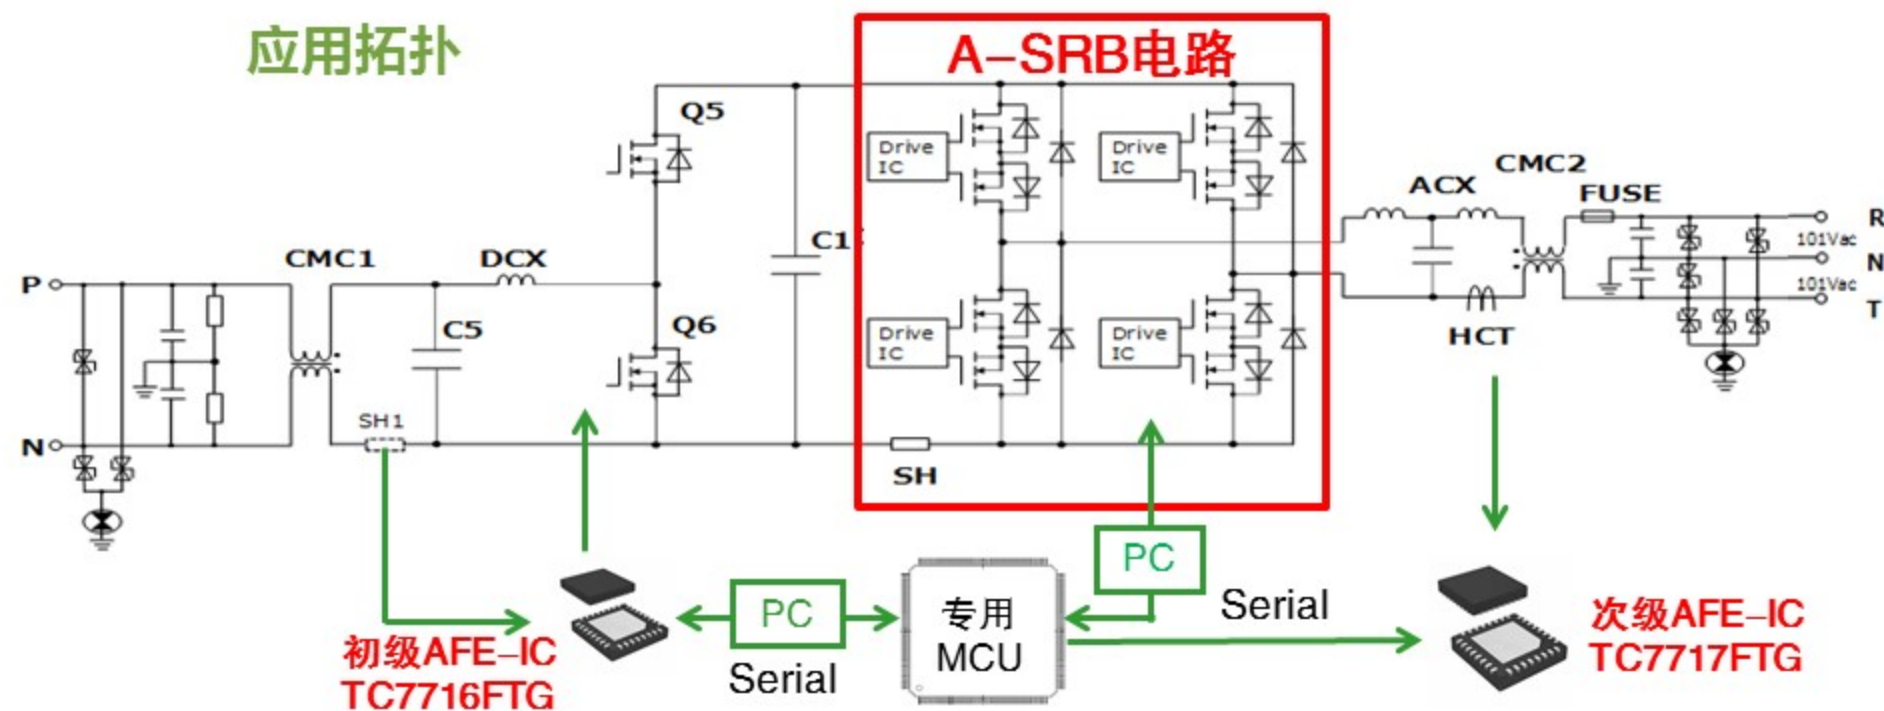 应用拓扑
A-SRB电路
Q5
Drive
IC
Drive
IC
CMC2
ACX
FUSE
R
C1
101Vac
CMC1
DCX
N
P
101Vac
T
C5
Q6
Drive
IC
Drive
IC
HCT
SH1
N
SH
PC
PC
Serial
专用
MCU
Serial
初级AFE-IC
TC7716FTG
次级AFE-IC
TC7717FTG